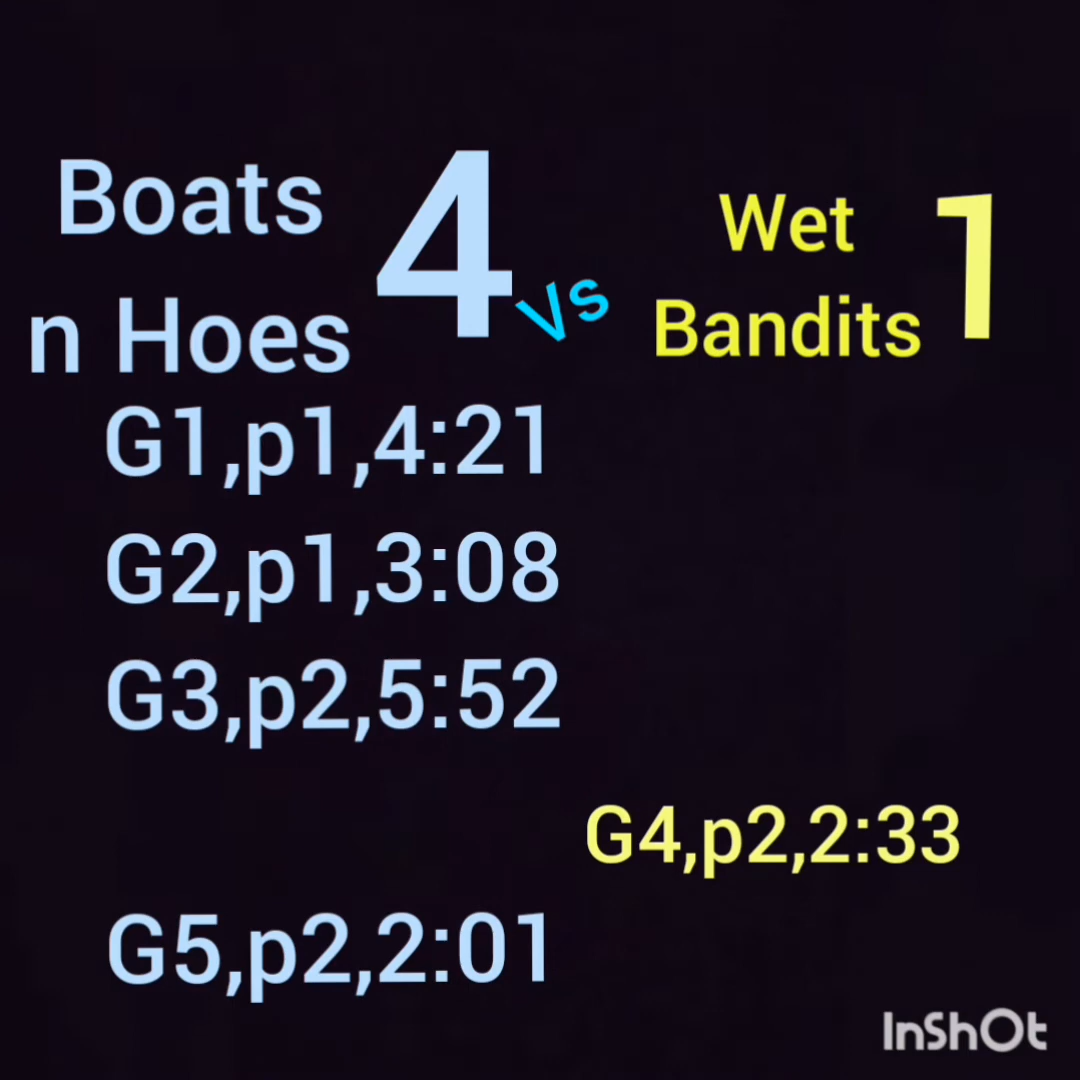 Boats
n Hoes
4
Vs
Wet
Bandits
1
G1,p1,4:21
G2,p1,3:08
G3,p2,5:52
G4,p2,2:33
G5,p2,2:01
InShOt